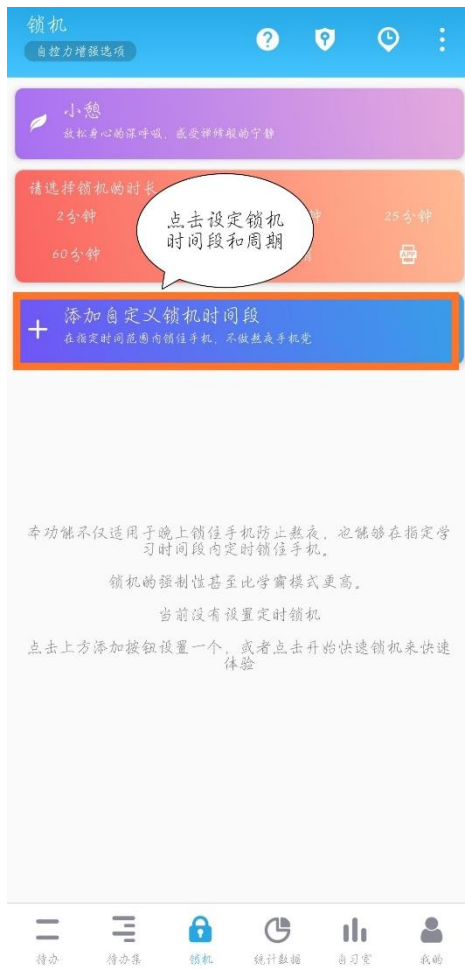 锁机
自控力增强选项
小憩
放松身心的深呼吸，感受禅修般的宁静
请选择锁机的时长
2分钟
钟
25分钟
60分钟
APP
点击设定锁机
时间段和周期
添加自定义锁机时间段
在指定时间范围内锁住手机，不做熬夜手机党
本功能不仅适用于晚上锁住手机防止熬夜，也能够在指定学
习时间段内定时锁住手机。
锁机的强制性甚至比学霸模式更高。
当前没有设置定时锁机
点击上方添加按钮设置一个，或者点击开始快速锁机来快速
体验
待办
待办集
锁机
统计数据
自习室
我的